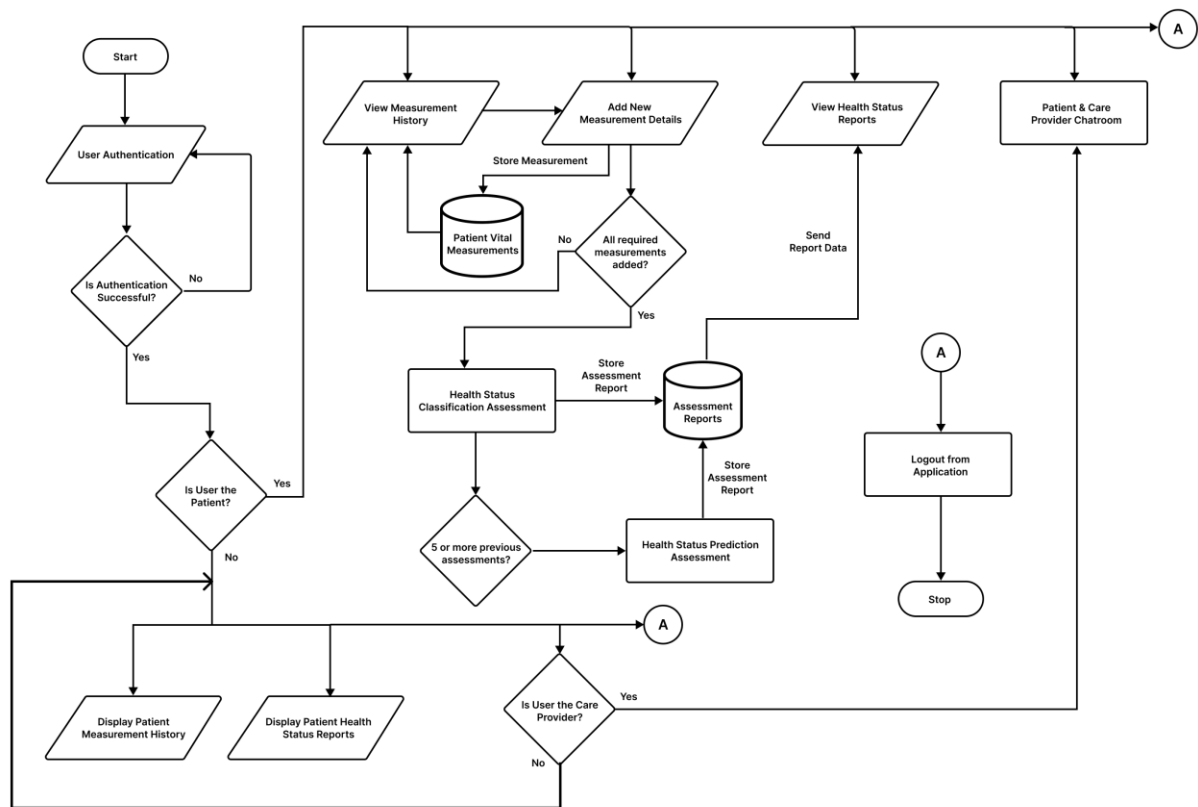 A
Start
View Measurement
History
Add New
Measurement Details
View Health Status
Reports
Patient & Care
Provider Chatroom
User Authentication
Store Measurement
Patient Vital
Measurements
No
All required
measurements
added?
Send
Report Data
Is Authentication
Successful?
No
Yes
Yes
A
Store
Assessment
Report
Health Status
Classification Assessment
Assessment
Reports
Logout from
Application
Is User the
Patient?
Yes
Store
Assessment
Report
5 or more previous
assessments?
Health Status Prediction
Assessment
No
Stop
A
Display Patient
Measurement History
Display Patient Health
Status Reports
Is User the Care
Provider?
Yes
No